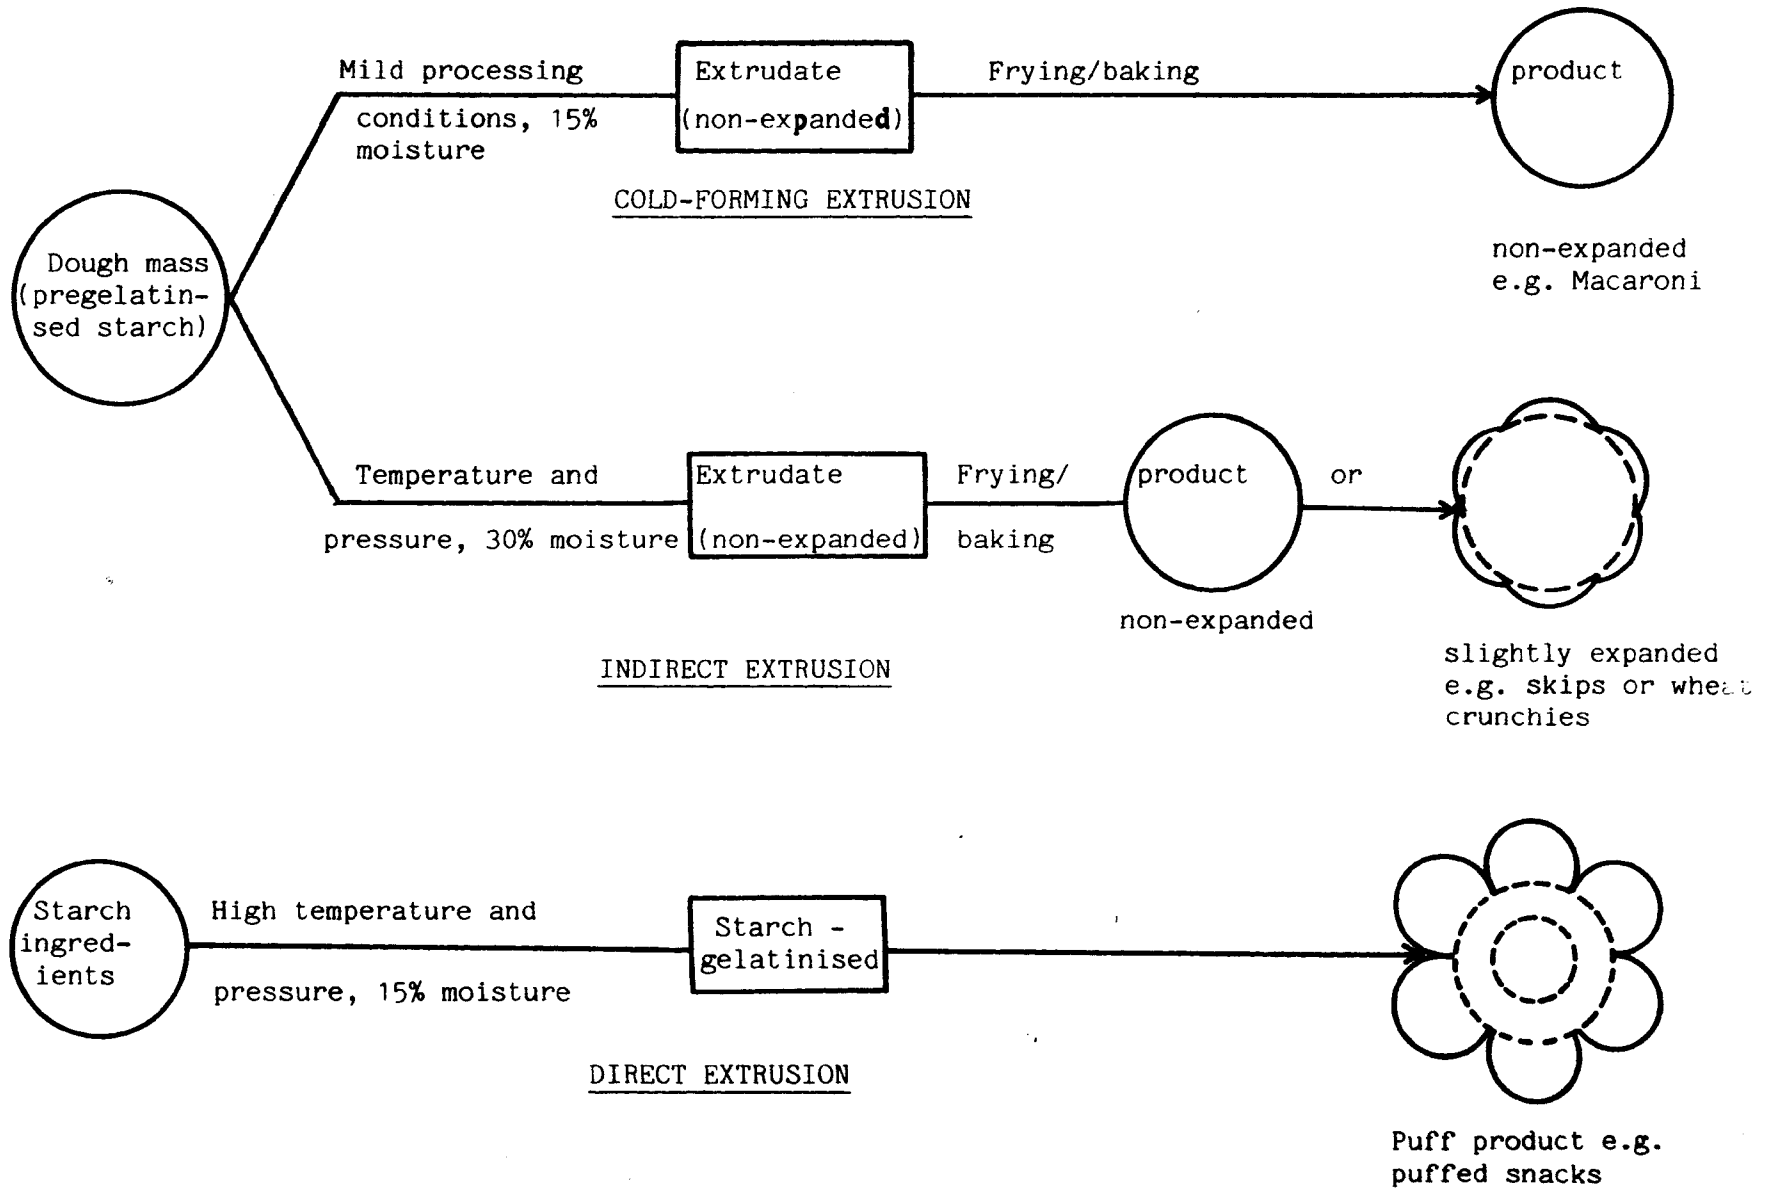 Mild processing
conditions, 15%
moisture
Extrudate
(non-expanded)
Frying/baking
product
COLD-FORMING EXTRUSION
non-expanded
e.g. Macaroni
Dough mass
(pregelatin-
sed starch)
Temperature and
pressure, 30% moisture
Extrudate
(non-expanded)
Frying/
baking
product
or
non-expanded
slightly expanded
e.g. skips or wheat
crunchies
INDIRECT EXTRUSION
Starch
ingred-
ients
High temperature and
pressure, 15% moisture
Starch -
gelatinised
DIRECT EXTRUSION
Puff product e.g.
puffed snacks